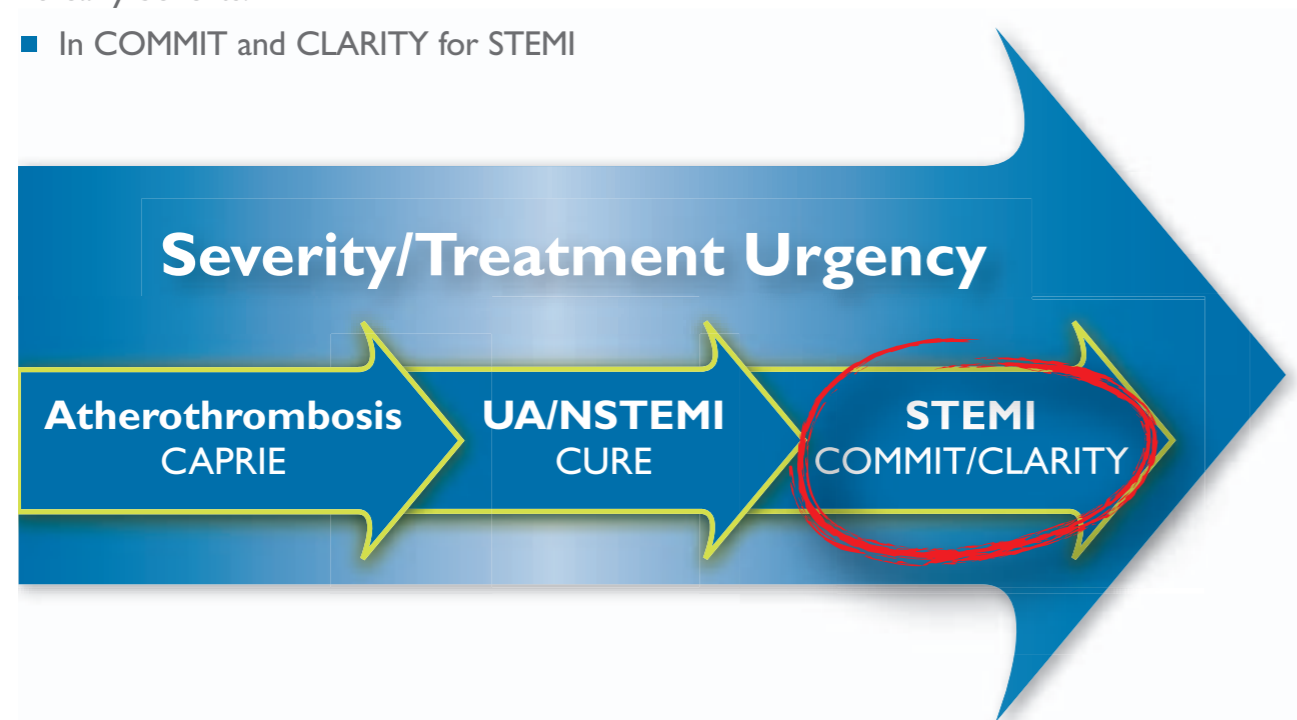 In COMMIT and CLARITY for STEMI
Severity/Treatment Urgency
Atherothrombosis
CAPRIE
UA/NSTEMI
CURE
STEMI
COMMIT/CLARITY